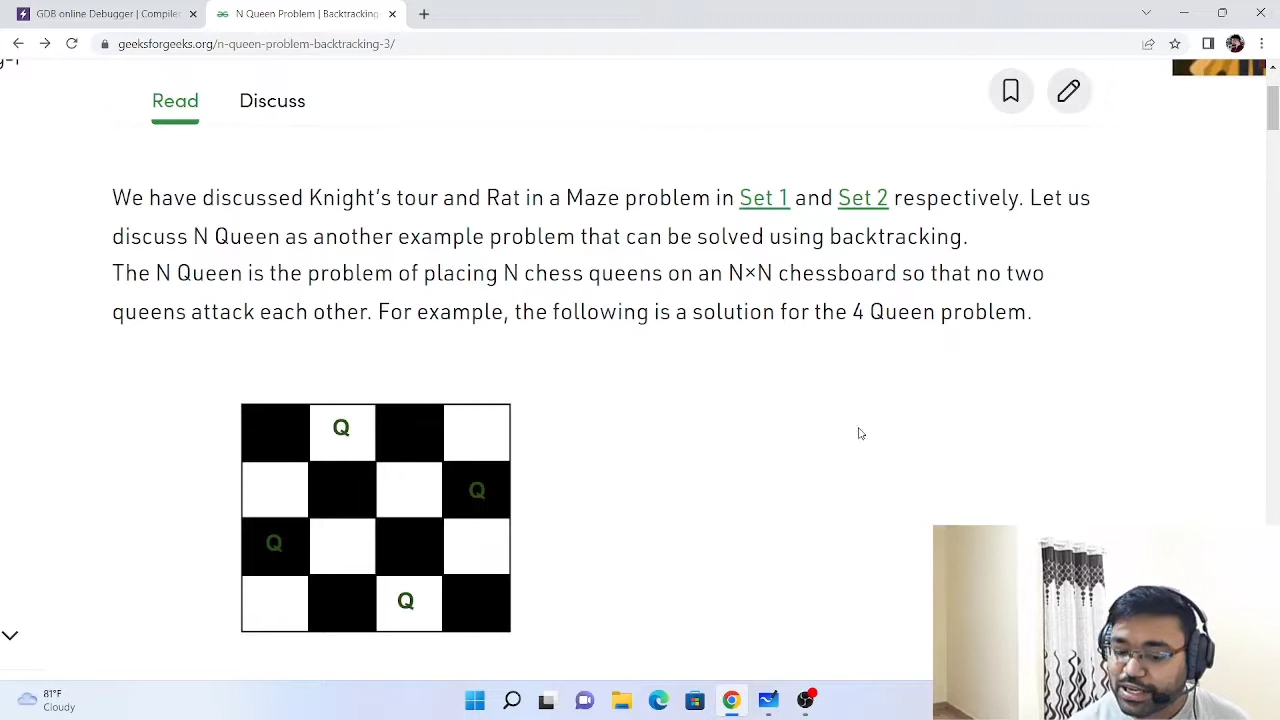 GDB online Debugger | Compiler
N Queen Problem | Backtracking-
geeksforgeeks.org/n-queen-problem-backtracking-3/
Read
Discuss
We have discussed Knight's tour and Rat in a Maze problem in Set 1 and Set 2 respectively. Let us
discuss N Queen as another example problem that can be solved using backtracking.
The N Queen is the problem of placing N chess queens on an N×N chessboard so that no two
queens attack each other. For example, the following is a solution for the 4 Queen problem.
Q
Q
Q
Q
81°F
Cloudy